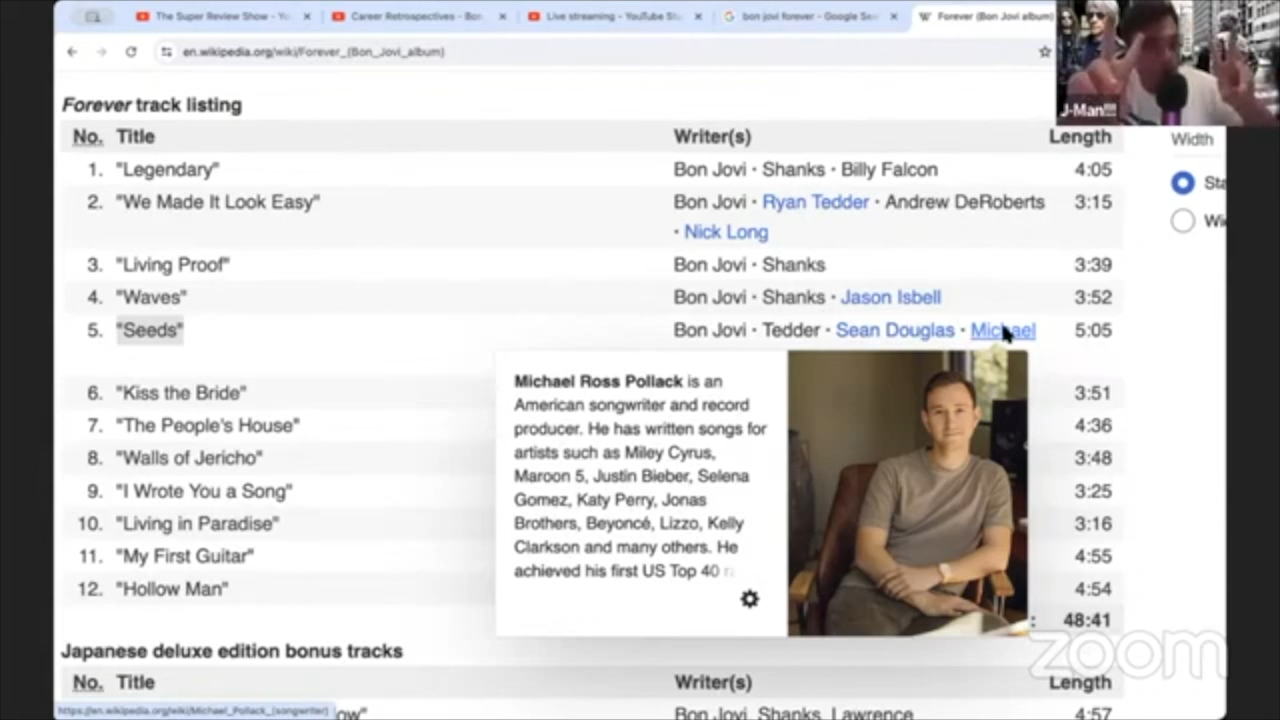 The Super Review Show - Yo
Career Retrospectives - Bon
Live streaming - YouTube Stu
bon jovi forever - Google Sea
Forever (Bon Jovi album)
en.wikipedia.org/wiki/Forever_(Bon_Jovi_album)
J-Man!!!
Forever track listing
No. Title Writer(s) Length
Width
1. "Legendary" Bon Jovi · Shanks · Billy Falcon 4:05
Sta
2. "We Made It Look Easy" Bon Jovi · Ryan Tedder · Andrew DeRoberts 3:15
· Nick Long
Wi
3. "Living Proof" Bon Jovi · Shanks 3:39
4. "Waves" Bon Jovi · Shanks · Jason Isbell 3:52
5. "Seeds" Bon Jovi · Tedder · Sean Douglas · Michael 5:05
6. "Kiss the Bride" 3:51
7. "The People's House" 4:36
8. "Walls of Jericho" 3:48
9. "I Wrote You a Song" 3:25
10. "Living in Paradise" 3:16
11. "My First Guitar" 4:55
12. "Hollow Man" 4:54
: 48:41
Michael Ross Pollack is an
American songwriter and record
producer. He has written songs for
artists such as Miley Cyrus,
Maroon 5, Justin Bieber, Selena
Gomez, Katy Perry, Jonas
Brothers, Beyoncé, Lizzo, Kelly
Clarkson and many others. He
achieved his first US Top 40
zoom
Japanese deluxe edition bonus tracks
No. Title Writer(s) Length
https://en.wikipedia.org/wiki/Michael_Pollack_(songwriter)
ow" Bon Jovi, Shanks, Lawrence 4:57